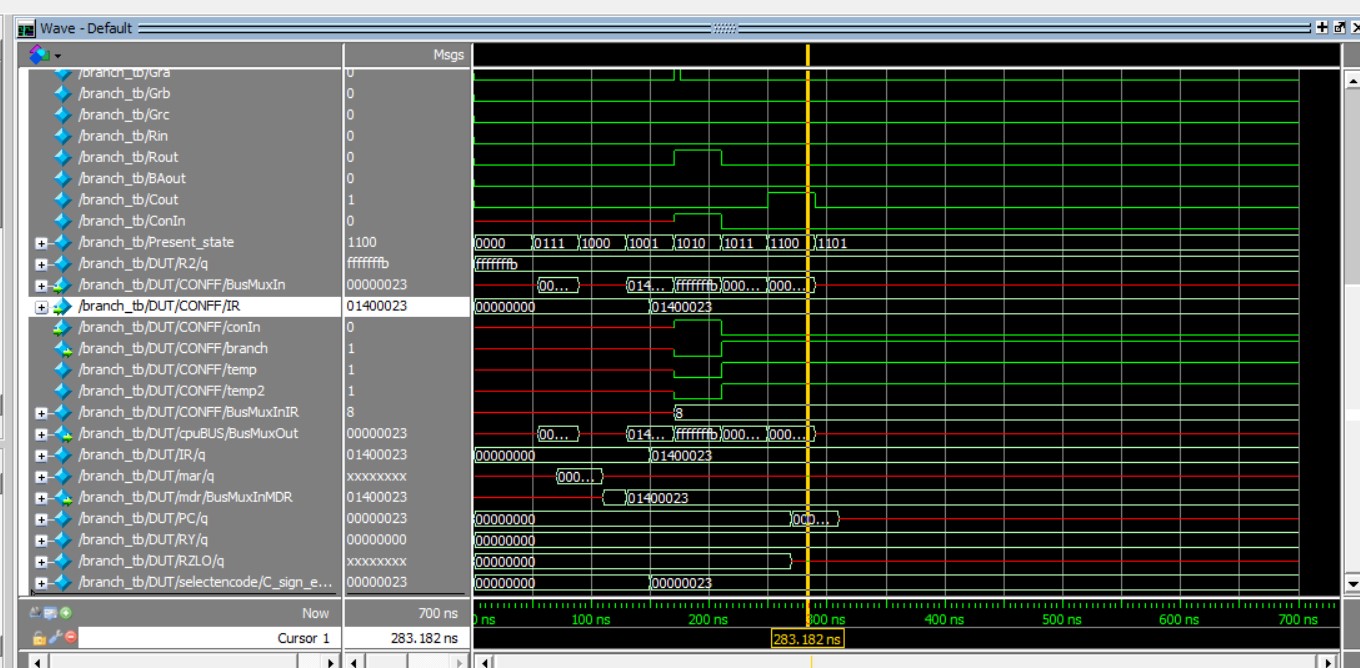 Wave - Default
Msgs
/branch_tb/Gra 0
/branch_tb/Grb 0
/branch_tb/Grc 0
/branch_tb/Rin 0
/branch_tb/Rout 0
/branch_tb/BAout 0
/branch_tb/Cout 1
/branch_tb/ConIn 0
/branch_tb/Present_state 1100 0000 0111 1000 1001 1010 1011 1100 1101
/branch_tb/DUT/R2/q fffffffb fffffffb
/branch_tb/DUT/CONFF/BusMuxIn 00000023 00... 014... fffffffb 000... 000...
/branch_tb/DUT/CONFF/IR 01400023 00000000 01400023
/branch_tb/DUT/CONFF/conIn 0
/branch_tb/DUT/CONFF/branch 1
/branch_tb/DUT/CONFF/temp 1
/branch_tb/DUT/CONFF/temp2 1
/branch_tb/DUT/CONFF/BusMuxInIR 8 8
/branch_tb/DUT/cpuBUS/BusMuxOut 00000023 00... 014... fffffffb 000... 000...
/branch_tb/DUT/IR/q 01400023 00000000 01400023
/branch_tb/DUT/mar/q xxxxxxxx 000...
/branch_tb/DUT/mdr/BusMuxInMDR 01400023 01400023
/branch_tb/DUT/PC/q 00000023 00000000 000...
/branch_tb/DUT/RY/q 00000000 00000000
/branch_tb/DUT/RZLO/q xxxxxxxx 00000000
/branch_tb/DUT/selectencode/C_sign_e... 00000023 00000000 00000023
Now 700 ns ns 100 ns 200 ns 300 ns 400 ns 500 ns 600 ns 700 ns
Cursor 1 283.182 ns 283.182 ns